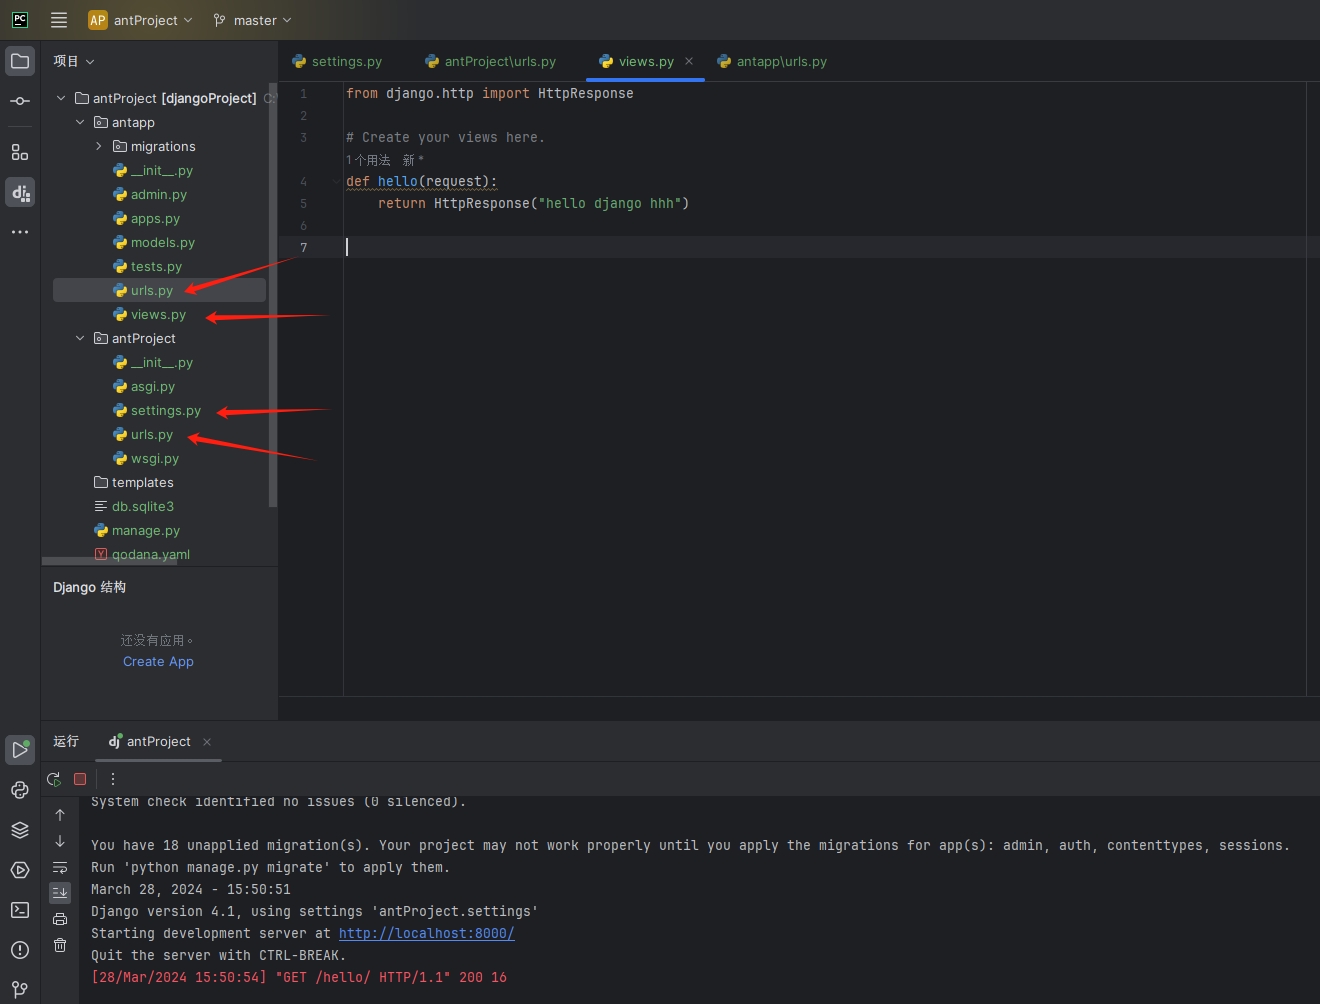 PC
AP antProject master
项目
settings.py antProject\urls.py views.py antapp\urls.py
antProject [djangoProject] C:
antapp
migrations
__init__.py
admin.py
apps.py
models.py
tests.py
urls.py
views.py
antProject
__init__.py
asgi.py
settings.py
urls.py
wsgi.py
templates
db.sqlite3
manage.py
qodana.yaml
1 from django.http import HttpResponse
2
3 # Create your views here.
1个用法 新 *
4 def hello(request):
5 return HttpResponse("hello django hhh")
6
7
Django 结构
还没有应用。
Create App
运行 dj antProject
System check identified no issues (0 silenced).
You have 18 unapplied migration(s). Your project may not work properly until you apply the migrations for app(s): admin, auth, contenttypes, sessions.
Run 'python manage.py migrate' to apply them.
March 28, 2024 - 15:50:51
Django version 4.1, using settings 'antProject.settings'
Starting development server at http://localhost:8000/
Quit the server with CTRL-BREAK.
[28/Mar/2024 15:50:54] "GET /hello/ HTTP/1.1" 200 16